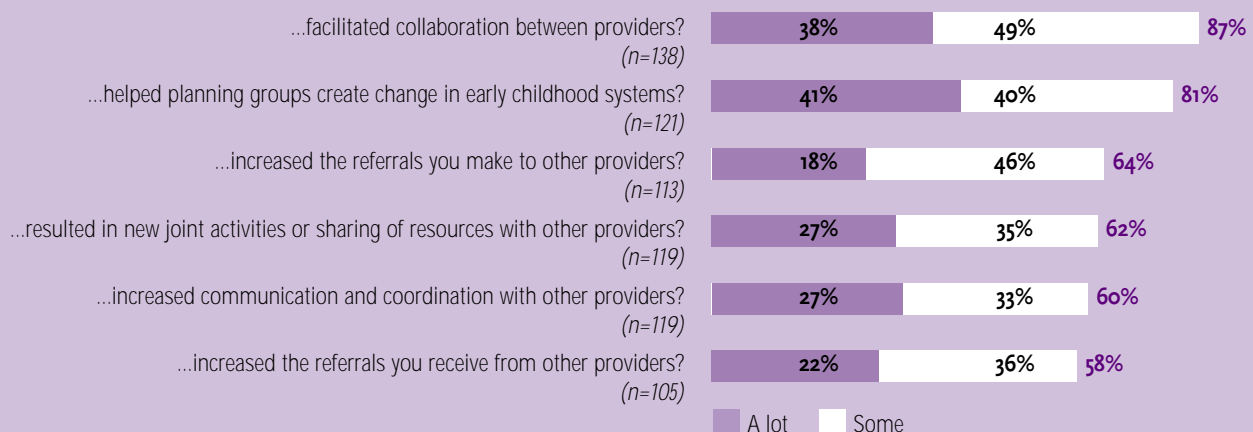 ...facilitated collaboration between providers? 38% 49% 87%
(n=138)
...helped planning groups create change in early childhood systems? 41% 40% 81%
(n=121)
...increased the referrals you make to other providers? 18% 46% 64%
(n=113)
...resulted in new joint activities or sharing of resources with other providers? 27% 35% 62%
(n=119)
...increased communication and coordination with other providers? 27% 33% 60%
(n=119)
...increased the referrals you receive from other providers? 22% 36% 58%
(n=105)
A lot Some